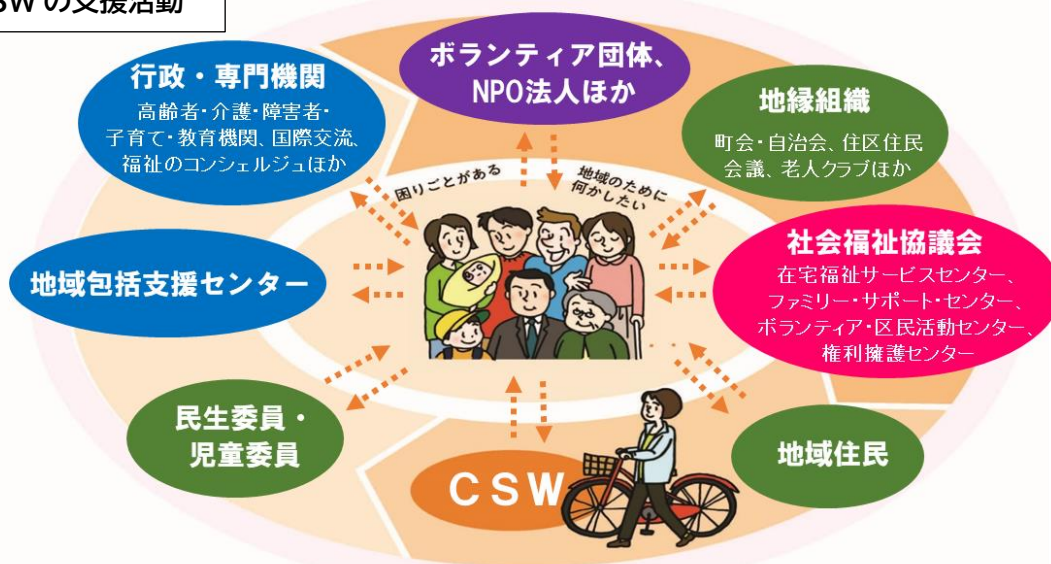 SWの支援活動
ボランティア団体、
NPO法人ほか
行政・専門機関
高齢者・介護・障害者・
子育て・教育機関、国際交流、
福祉のコンシェルジュほか
地縁組織
町会・自治会、住区住民
会議、老人クラブほか
困りごとがある
地域のために
何かしたい
社会福祉協議会
在宅福祉サービスセンター、
ファミリー・サポート・センター、
ボランティア・区民活動センター、
権利擁護センター
地域包括支援センター
民生委員・
児童委員
CSW
地域住民